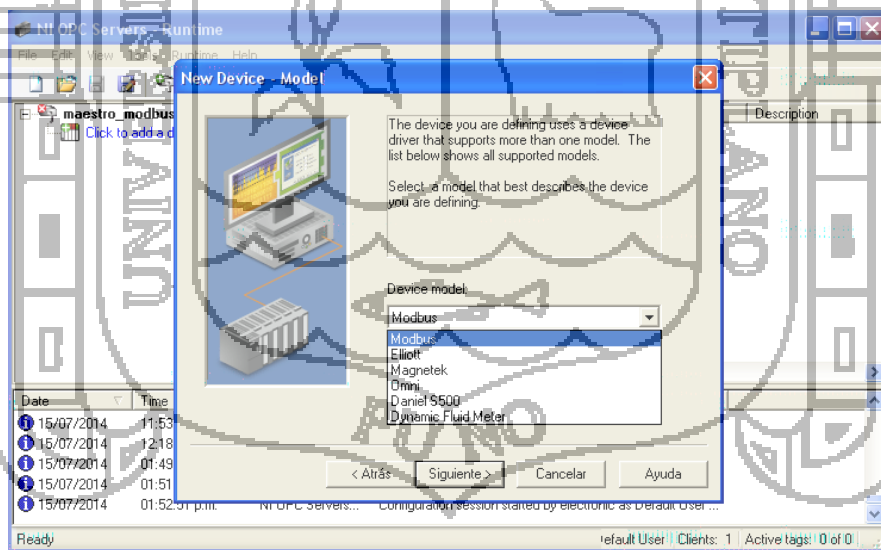 NI OPC Servers - Runtime
File Edit View Tools Runtime Help
New Device - Model
maestro_modbus
Click to add a d
Description
The device you are defining uses a device
driver that supports more than one model. The
list below shows all supported models.
Select a model that best describes the device
you are defining.
Device model:
Modbus
Modbus
Elliott
Magnetek
Omni
Daniel S500
Dynamic Fluid Meter
Date Time
15/07/2014 11:53
15/07/2014 12:18
15/07/2014 01:49
15/07/2014 01:51
15/07/2014 01:52:51 p.m. NI OPC Servers... Configuration session started by electronic as Default User ...
< Atrás Siguiente > Cancelar Ayuda
Ready efault User Clients: 1 Active tags: 0 of 0